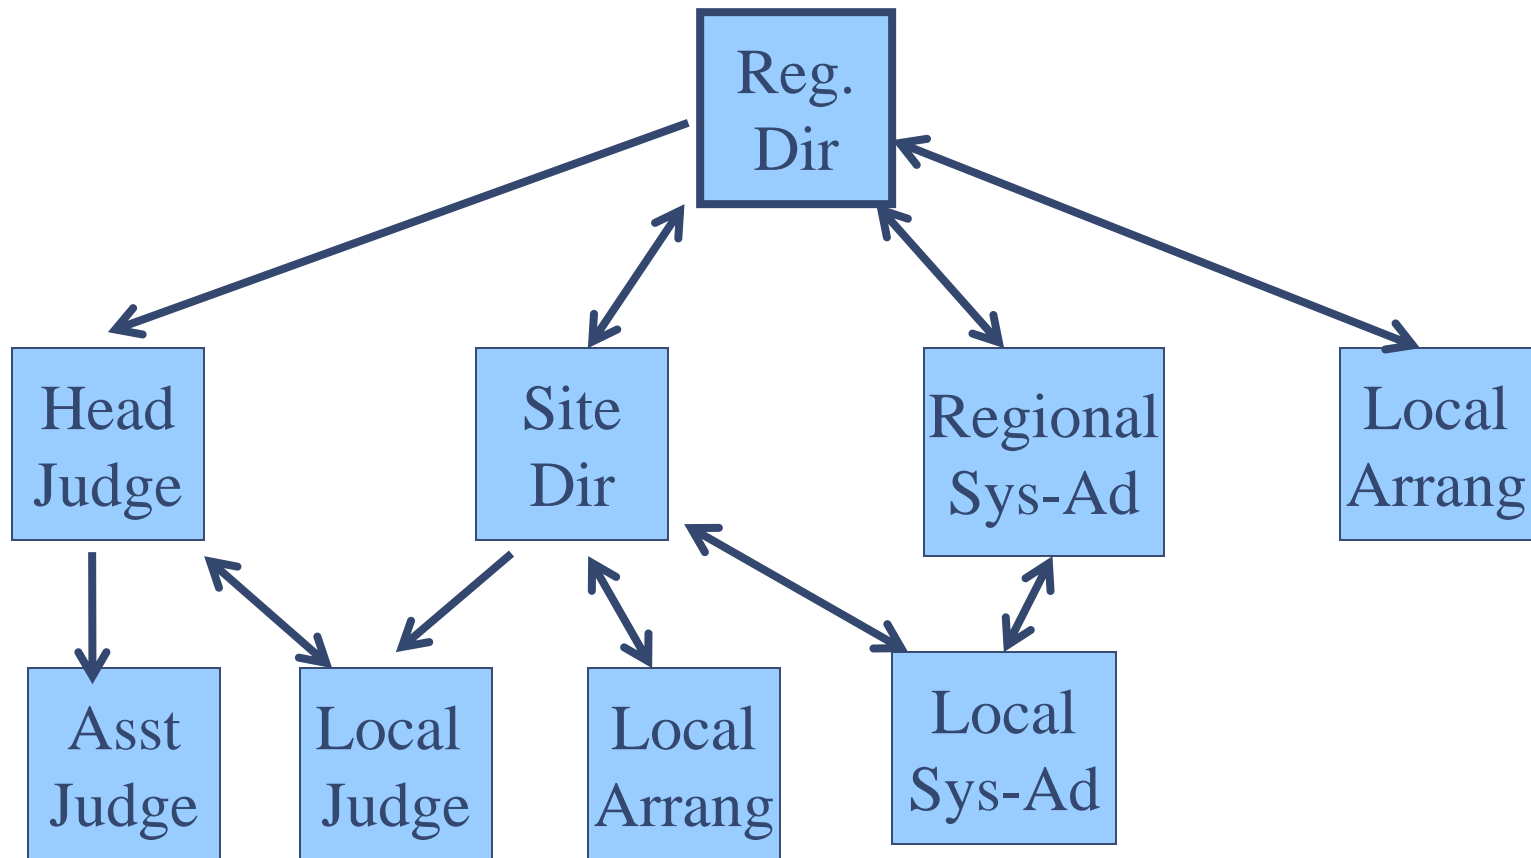 Reg.
Dir
Head
Judge
Site
Dir
Regional
Sys-Ad
Local
Arrang
Asst
Judge
Local
Judge
Local
Arrang
Local
Sys-Ad